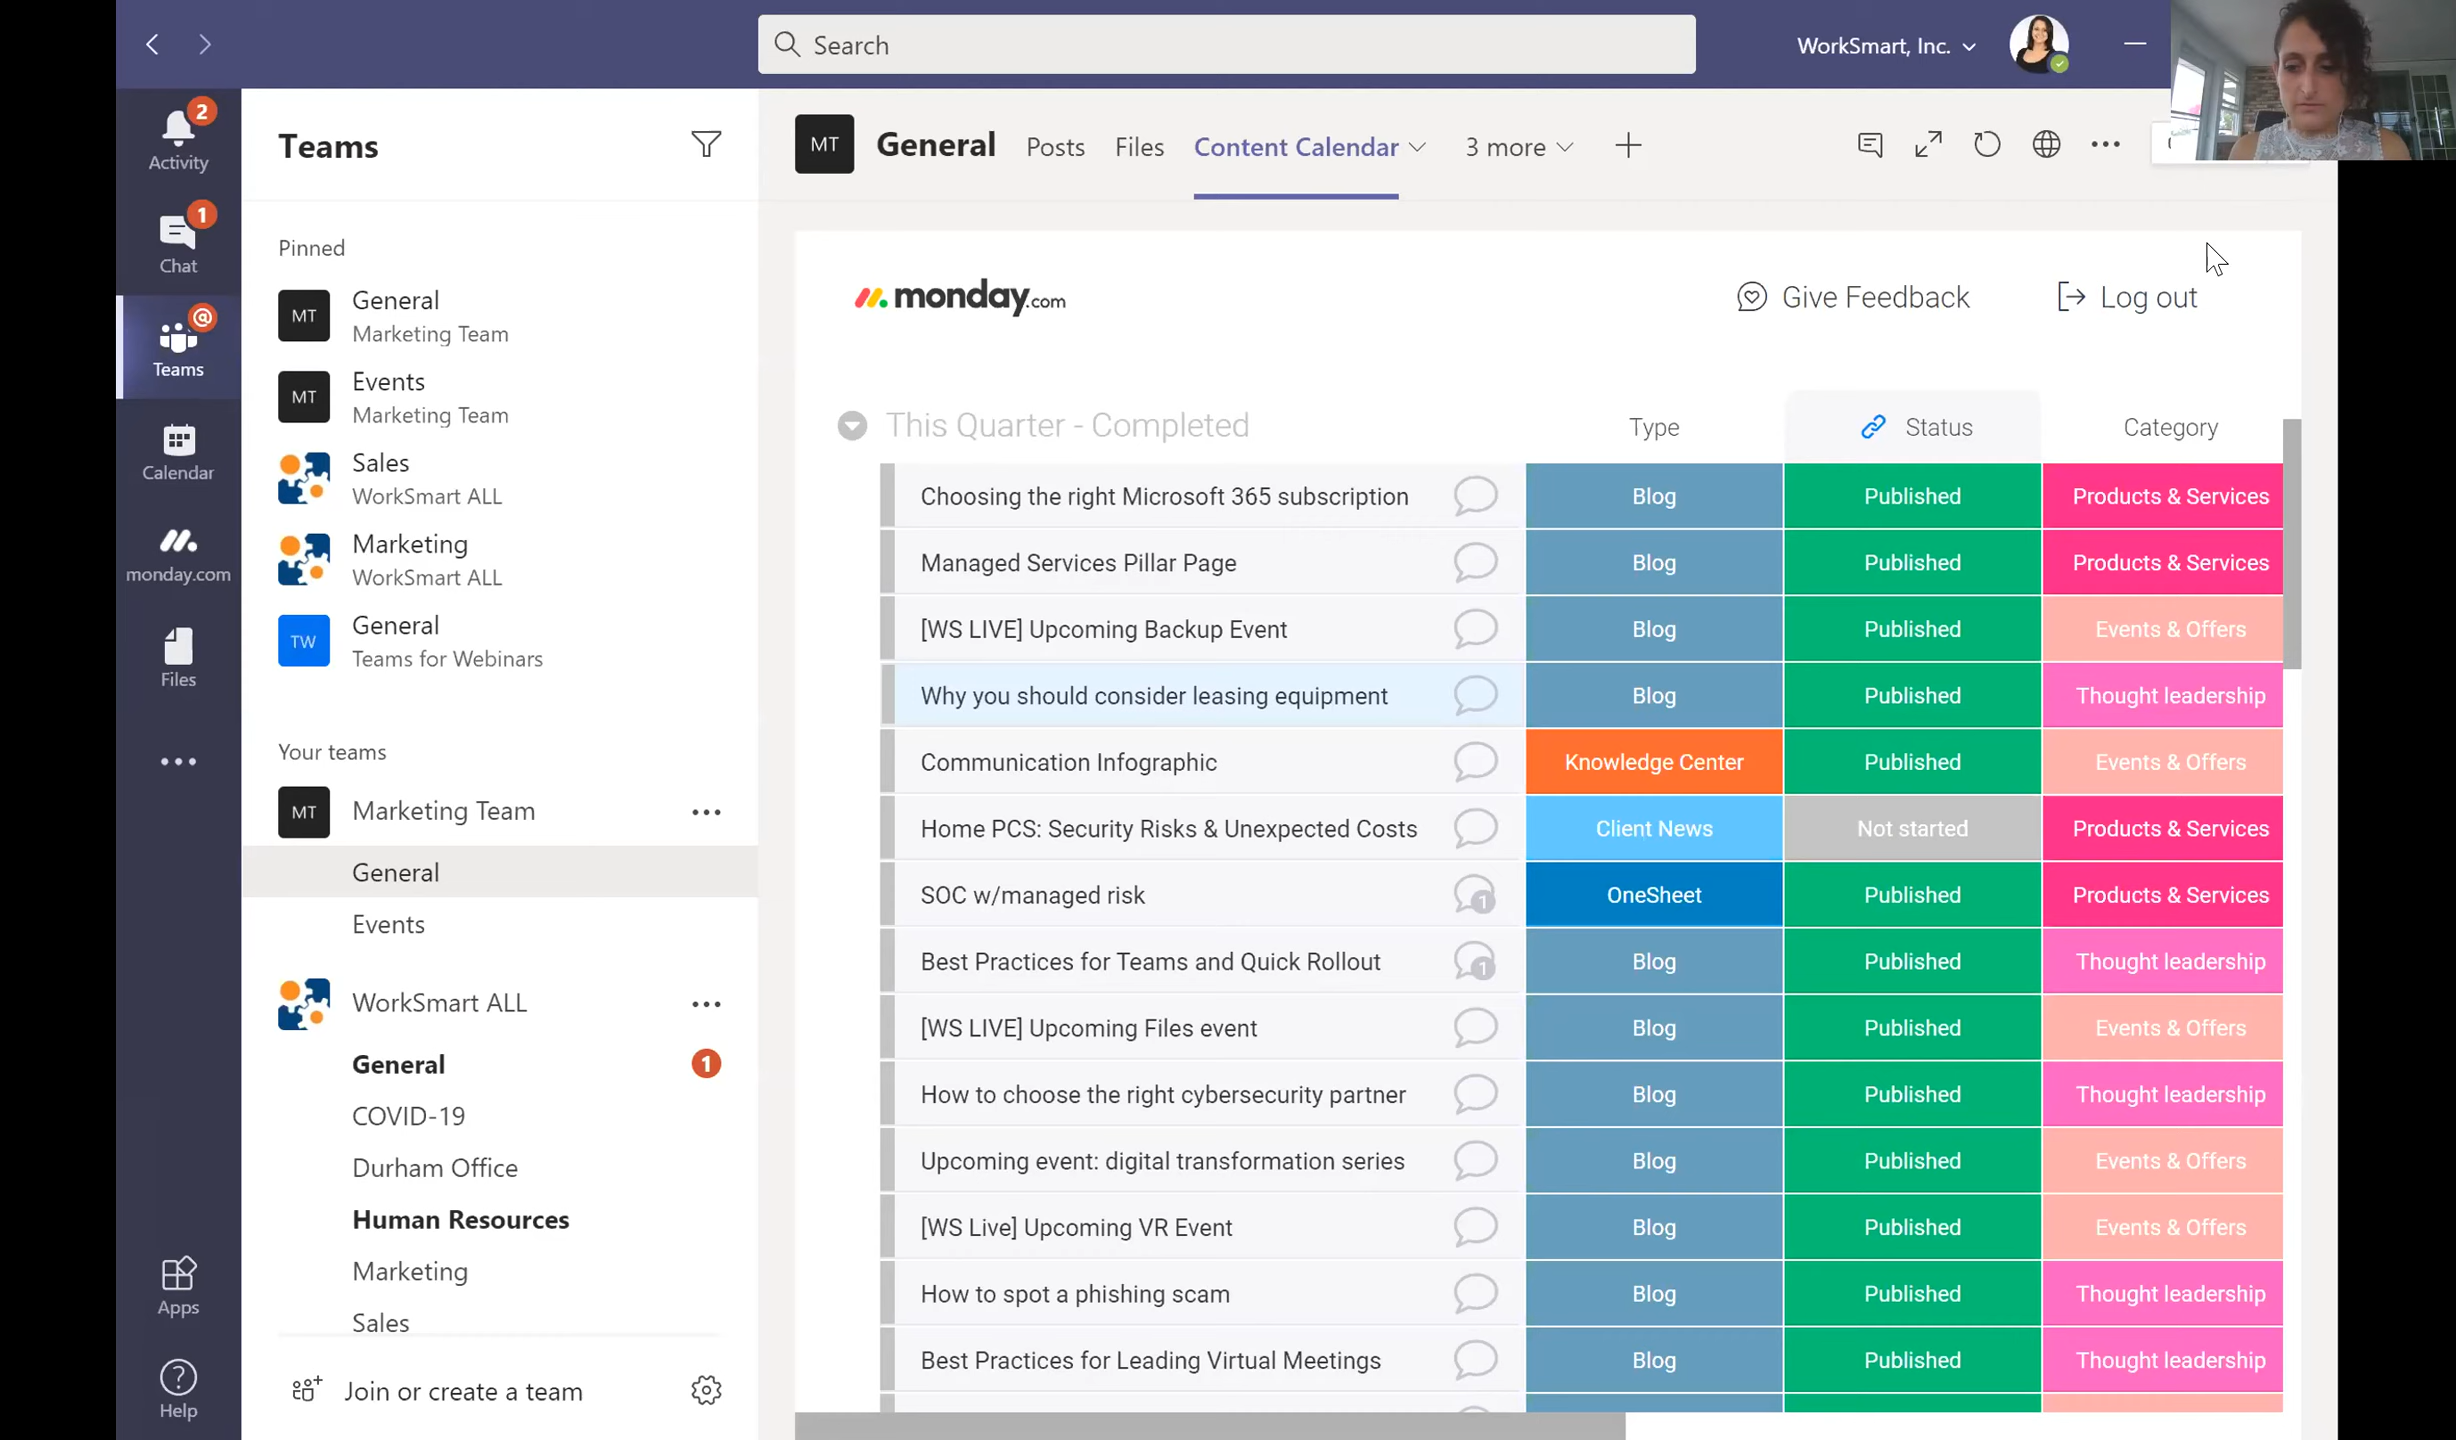 Search
WorkSmart, Inc.
2
Activity
1
Chat
@
Teams
Calendar
monday.com
Files
Apps
Help
Teams
Pinned
MT
General
Marketing Team
MT
Events
Marketing Team
Sales
WorkSmart ALL
Marketing
WorkSmart ALL
TW
General
Teams for Webinars
Your teams
MT
Marketing Team
General
Events
WorkSmart ALL
General 1
COVID-19
Durham Office
Human Resources
Marketing
Sales
Join or create a team
MT General Posts Files Content Calendar 3 more
monday.com Give Feedback Log out
This Quarter - Completed Type Status Category
Choosing the right Microsoft 365 subscription Blog Published Products & Services
Managed Services Pillar Page Blog Published Products & Services
[WS LIVE] Upcoming Backup Event Blog Published Events & Offers
Why you should consider leasing equipment Blog Published Thought leadership
Communication Infographic Knowledge Center Published Events & Offers
Home PCS: Security Risks & Unexpected Costs Client News Not started Products & Services
SOC w/managed risk 1 OneSheet Published Products & Services
Best Practices for Teams and Quick Rollout 1 Blog Published Thought leadership
[WS LIVE] Upcoming Files event Blog Published Events & Offers
How to choose the right cybersecurity partner Blog Published Thought leadership
Upcoming event: digital transformation series Blog Published Events & Offers
[WS Live] Upcoming VR Event Blog Published Events & Offers
How to spot a phishing scam Blog Published Thought leadership
Best Practices for Leading Virtual Meetings Blog Published Thought leadership